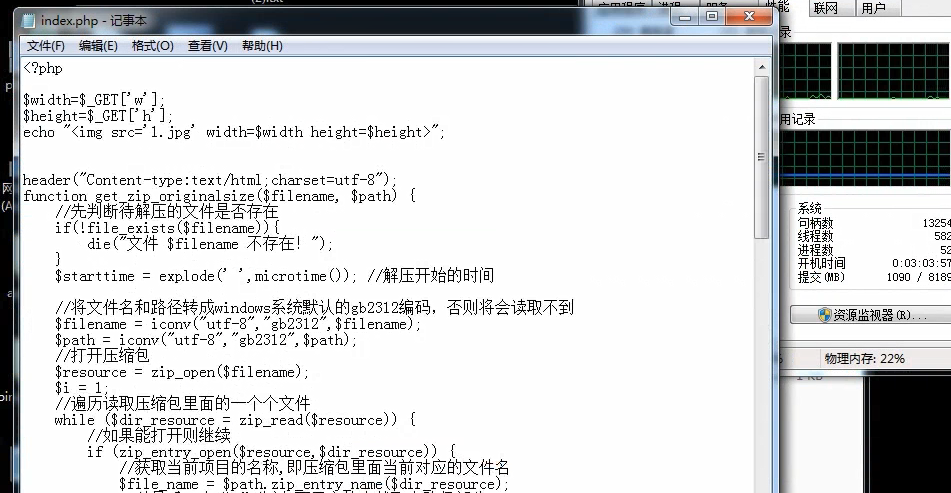 index.php - 记事本
文件(F) 编辑(E) 格式(O) 查看(V) 帮助(H)
<?php
$width=$_GET['w'];
$height=$_GET['h'];
echo "<img src='1.jpg' width=$width height=$height>";
header("Content-type:text/html;charset=utf-8");
function get_zip_originalsize($filename, $path) {
//先判断待解压的文件是否存在
if(!file_exists($filename)){
die("文件 $filename 不存在！");
}
$starttime = explode(' ',microtime()); //解压开始的时间
//将文件名和路径转成windows系统默认的gb2312编码，否则将会读取不到
$filename = iconv("utf-8","gb2312",$filename);
$path = iconv("utf-8","gb2312",$path);
//打开压缩包
$resource = zip_open($filename);
$i = 1;
//遍历读取压缩包里面的一个个文件
while ($dir_resource = zip_read($resource)) {
//如果能打开则继续
if (zip_entry_open($resource,$dir_resource)) {
//获取当前项目的名称,即压缩包里面当前对应的文件名
$file_name = $path.zip_entry_name($dir_resource);
联网 用户
用记录
系统
句柄数 13254
线程数 582
进程数 52
开机时间 0:03:03:57
提交(MB) 1090 / 8189
资源监视器(R)...
物理内存: 22%
1 KB